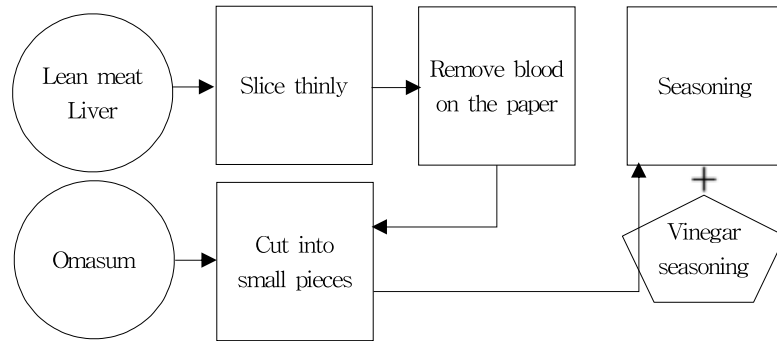 Lean meat
Liver
Slice thinly
Remove blood
on the paper
Seasoning
+
Omasum
Cut into
small pieces
Vinegar
seasoning